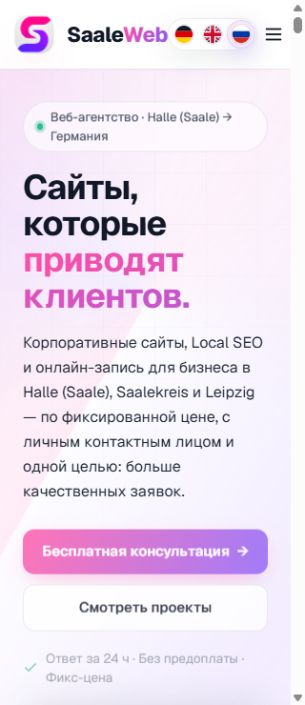 SaaleWeb
Веб-агентство · Halle (Saale) →
Германия
Сайты,
которые
приводят
клиентов.
Корпоративные сайты, Local SEO
и онлайн-запись для бизнеса в
Halle (Saale), Saalekreis и Leipzig
— по фиксированной цене, с
личным контактным лицом и
одной целью: больше
качественных заявок.
Бесплатная консультация →
Смотреть проекты
Ответ за 24 ч · Без предоплаты ·
Фикс-цена